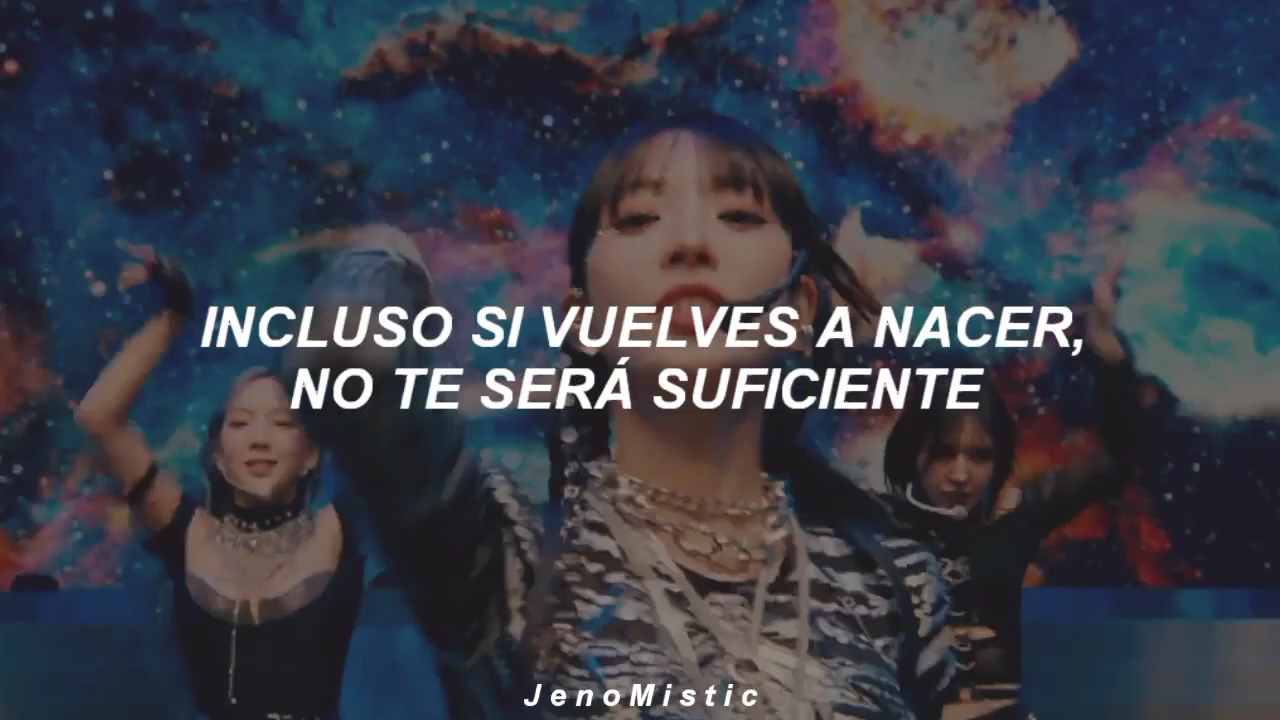 INCLUSO SI VUELVES A NACER,
NO TE SERÁ SUFICIENTE
JenoMistic